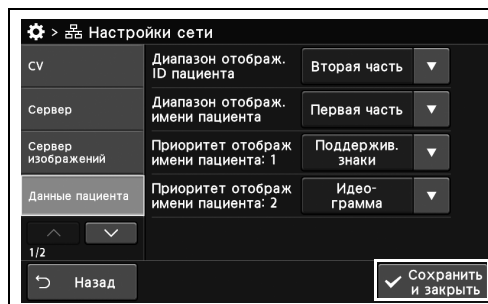 > Настройки сети
CV
Сервер
Сервер
изображений
Данные пациента
1/2
Диапазон отображ.
ID пациента
Вторая часть
Диапазон отображ.
имени пациента
Первая часть
Приоритет отображ
имени пациента: 1
Поддержив.
знаки
Приоритет отображ
имени пациента: 2
Идео-
грамма
Назад
Сохранить
и закрыть